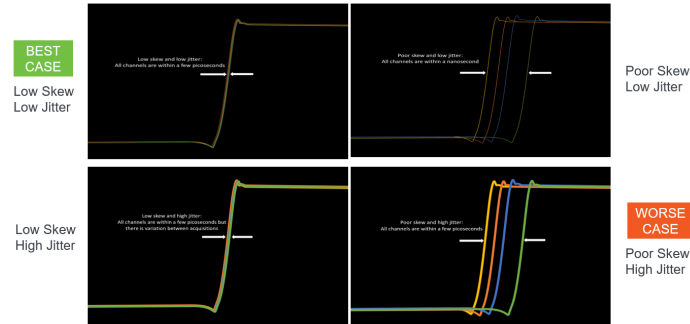 BEST
CASE
Low Skew
Low Jitter
Low skew and low jitter:
All channels are within a few picoseconds
Poor skew and low jitter:
All channels are within a nanosecond
Poor Skew
Low Jitter
Low Skew
High Jitter
Low skew and high jitter:
All channels are within a few picoseconds but
there is variation between acquisitions
Poor skew and high jitter:
All channels are within a few picoseconds
WORSE
CASE
Poor Skew
High Jitter